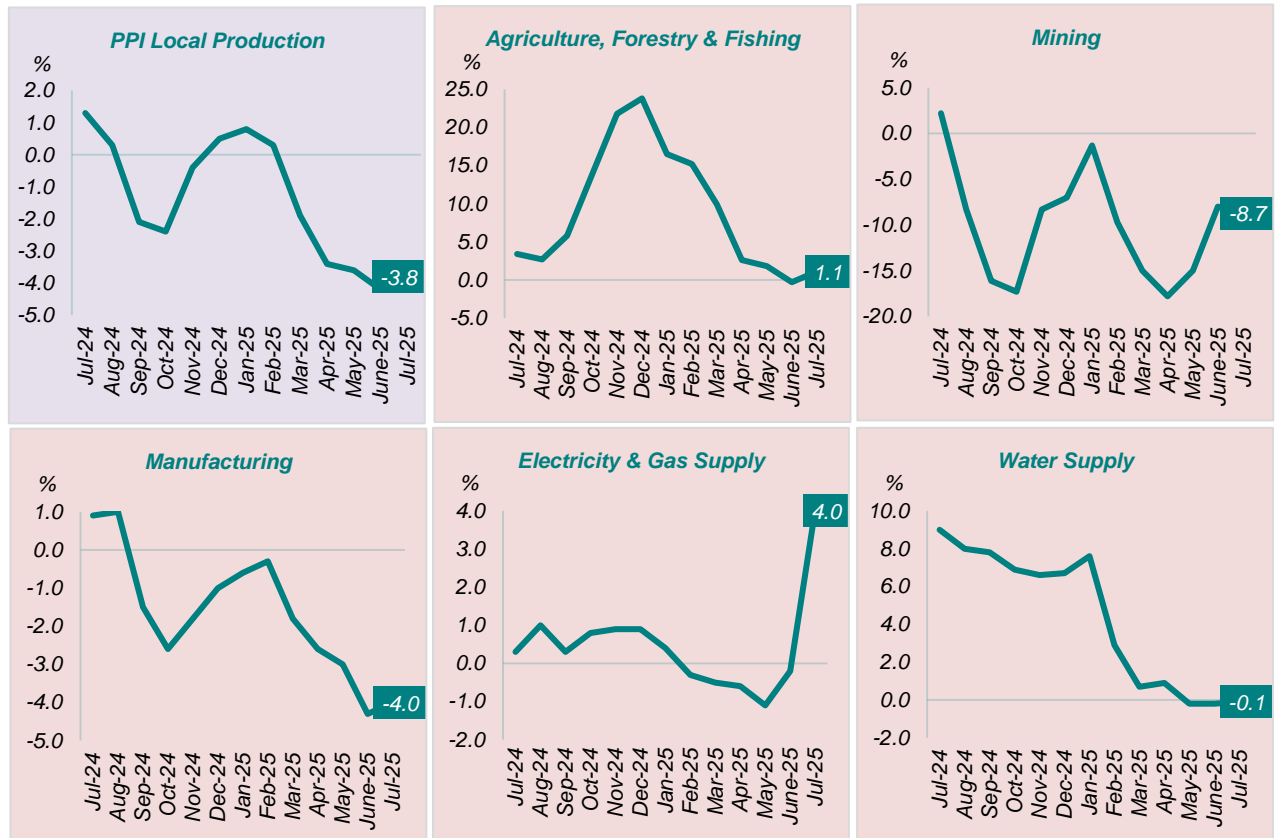 PPI Local Production
%
2.0
1.0
0.0
-1.0
-2.0
-3.0
-4.0
-5.0
-3.8
Jul-24
Aug-24
Sep-24
Oct-24
Nov-24
Dec-24
Jan-25
Feb-25
Mar-25
Apr-25
May-25
June-25
Jul-25
Agriculture, Forestry & Fishing
%
25.0
20.0
15.0
10.0
5.0
0.0
-5.0
1.1
Jul-24
Aug-24
Sep-24
Oct-24
Nov-24
Dec-24
Jan-25
Feb-25
Mar-25
Apr-25
May-25
June-25
Jul-25
Mining
%
5.0
0.0
-5.0
-10.0
-15.0
-20.0
-8.7
Jul-24
Aug-24
Sep-24
Oct-24
Nov-24
Dec-24
Jan-25
Feb-25
Mar-25
Apr-25
May-25
June-25
Jul-25
Manufacturing
%
1.0
0.0
-1.0
-2.0
-3.0
-4.0
-5.0
-4.0
Jul-24
Aug-24
Sep-24
Oct-24
Nov-24
Dec-24
Jan-25
Feb-25
Mar-25
Apr-25
May-25
June-25
Jul-25
Electricity & Gas Supply
%
4.0
3.0
2.0
1.0
0.0
-1.0
-2.0
4.0
Jul-24
Aug-24
Sep-24
Oct-24
Nov-24
Dec-24
Jan-25
Feb-25
Mar-25
Apr-25
May-25
June-25
Jul-25
Water Supply
%
10.0
8.0
6.0
4.0
2.0
0.0
-2.0
-0.1
Jul-24
Aug-24
Sep-24
Oct-24
Nov-24
Dec-24
Jan-25
Feb-25
Mar-25
Apr-25
May-25
June-25
Jul-25